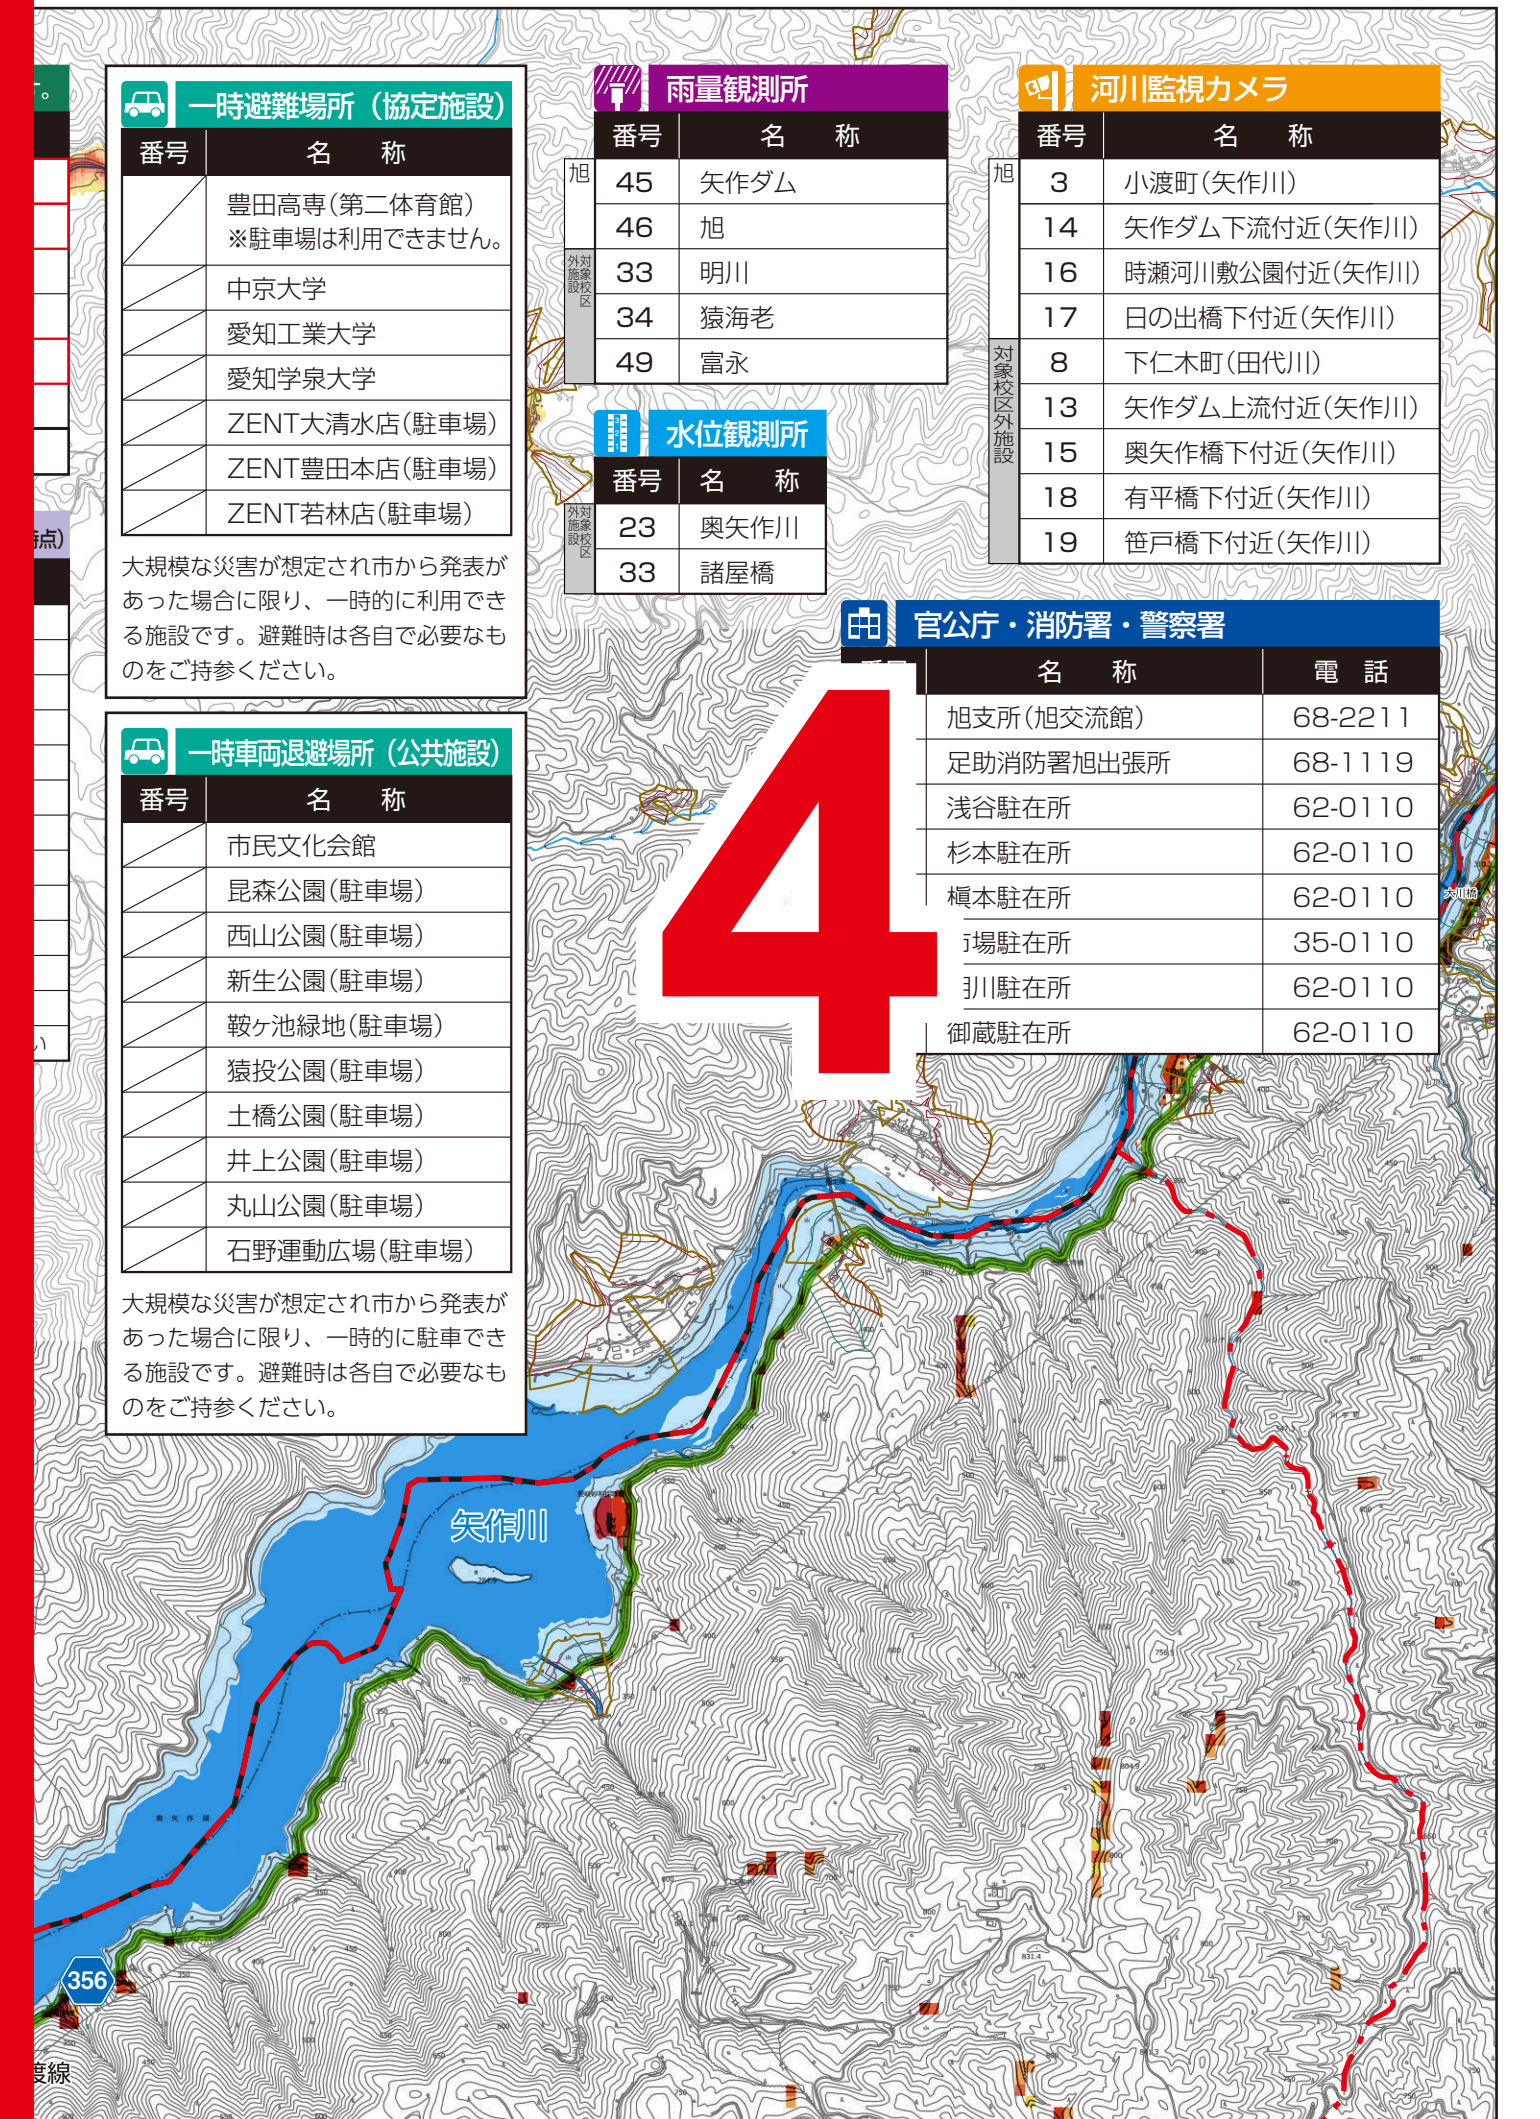 一時避難場所（協定施設）
番号 名　称
豊田高専（第二体育館）
※駐車場は利用できません。
中京大学
愛知工業大学
愛知学泉大学
ZENT大清水店（駐車場）
ZENT豊田本店（駐車場）
ZENT若林店（駐車場）
大規模な災害が想定され市から発表が
あった場合に限り、一時的に利用でき
る施設です。避難時は各自で必要なも
のをご持参ください。
一時車両退避場所（公共施設）
番号 名　称
市民文化会館
昆森公園（駐車場）
西山公園（駐車場）
新生公園（駐車場）
鞍ヶ池緑地（駐車場）
猿投公園（駐車場）
土橋公園（駐車場）
井上公園（駐車場）
丸山公園（駐車場）
石野運動広場（駐車場）
大規模な災害が想定され市から発表が
あった場合に限り、一時的に駐車でき
る施設です。避難時は各自で必要なも
のをご持参ください。
雨量観測所
番号 名　称
旭
45 矢作ダム
46 旭
対象校区外施設
33 明川
34 猿海老
49 富永
水位観測所
番号 名　称
対象校区外施設
23 奥矢作川
33 諸屋橋
河川監視カメラ
番号 名　称
旭
3 小渡町（矢作川）
14 矢作ダム下流付近（矢作川）
16 時瀬河川敷公園付近（矢作川）
17 日の出橋下付近（矢作川）
対象校区外施設
8 下仁木町（田代川）
13 矢作ダム上流付近（矢作川）
15 奥矢作橋下付近（矢作川）
18 有平橋下付近（矢作川）
19 笹戸橋下付近（矢作川）
官公庁・消防署・警察署
名　称 電　話
旭支所（旭交流館） 68-2211
足助消防署旭出張所 68-1119
浅谷駐在所 62-0110
杉本駐在所 62-0110
槇本駐在所 62-0110
場駐在所 35-0110
川駐在所 62-0110
御蔵駐在所 62-0110
4
大川橋
矢作川
奥矢作湖
356
渡線